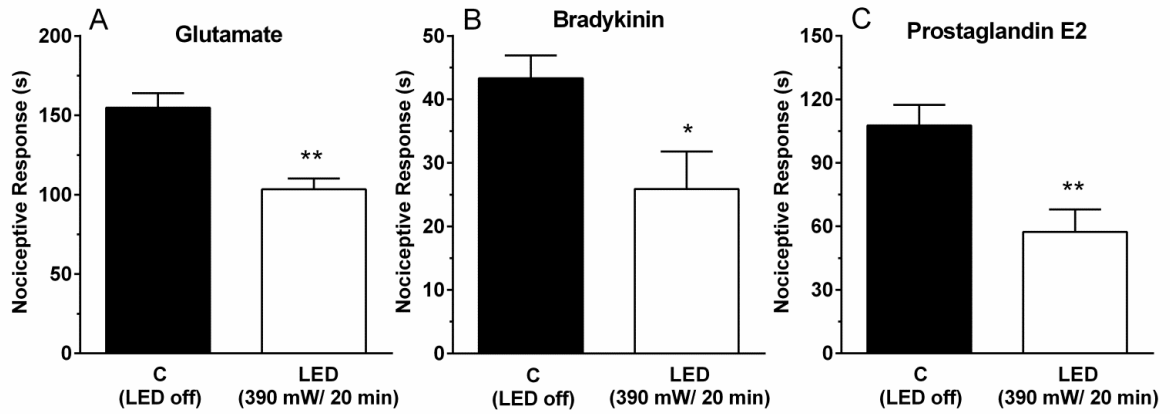 A
Glutamate
Nociceptive Response (s)
200
150
100
50
0
**
C
(LED off)
LED
(390 mW/ 20 min)
B
Bradykinin
Nociceptive Response (s)
50
40
30
20
10
0
*
C
(LED off)
LED
(390 mW/ 20 min)
C
Prostaglandin E2
Nociceptive Response (s)
150
120
90
60
30
0
**
C
(LED off)
LED
(390 mW/ 20 min)